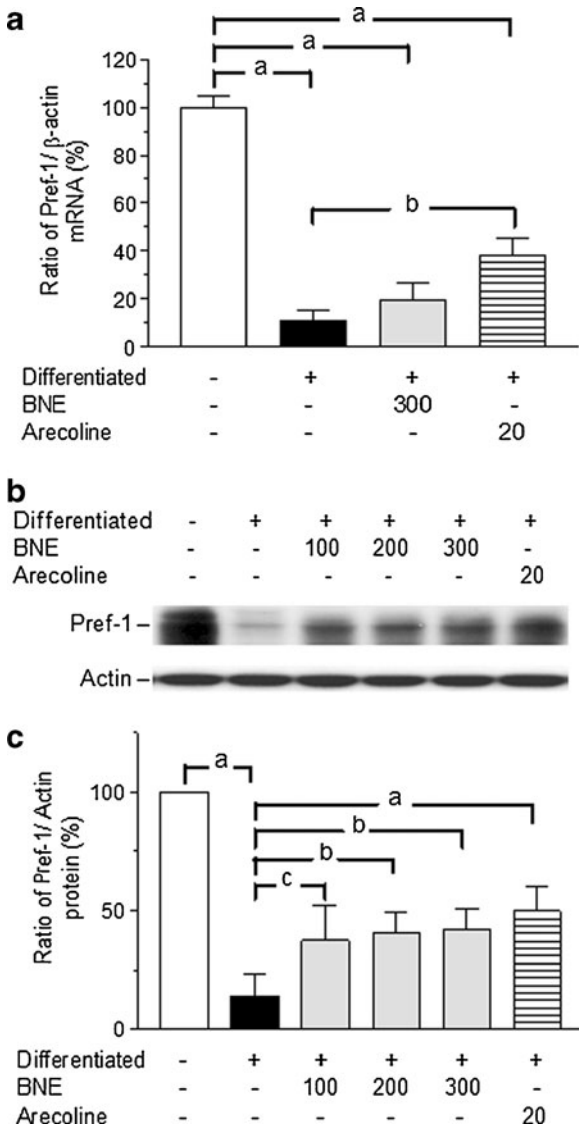 a
a
a
a
b
Ratio of Pref-1/ β-actin
mRNA (%)
120
100
80
60
40
20
0
Differentiated - + + +
BNE - - 300 -
Arecoline - - - 20
b
Differentiated - + + + + +
BNE - - 100 200 300 -
Arecoline - - - - - 20
Pref-1
Actin
c
a
a
b
b
c
Ratio of Pref-1/ Actin
protein (%)
100
50
0
Differentiated - + + + + +
BNE - - 100 200 300 -
Arecoline - - - - - 20